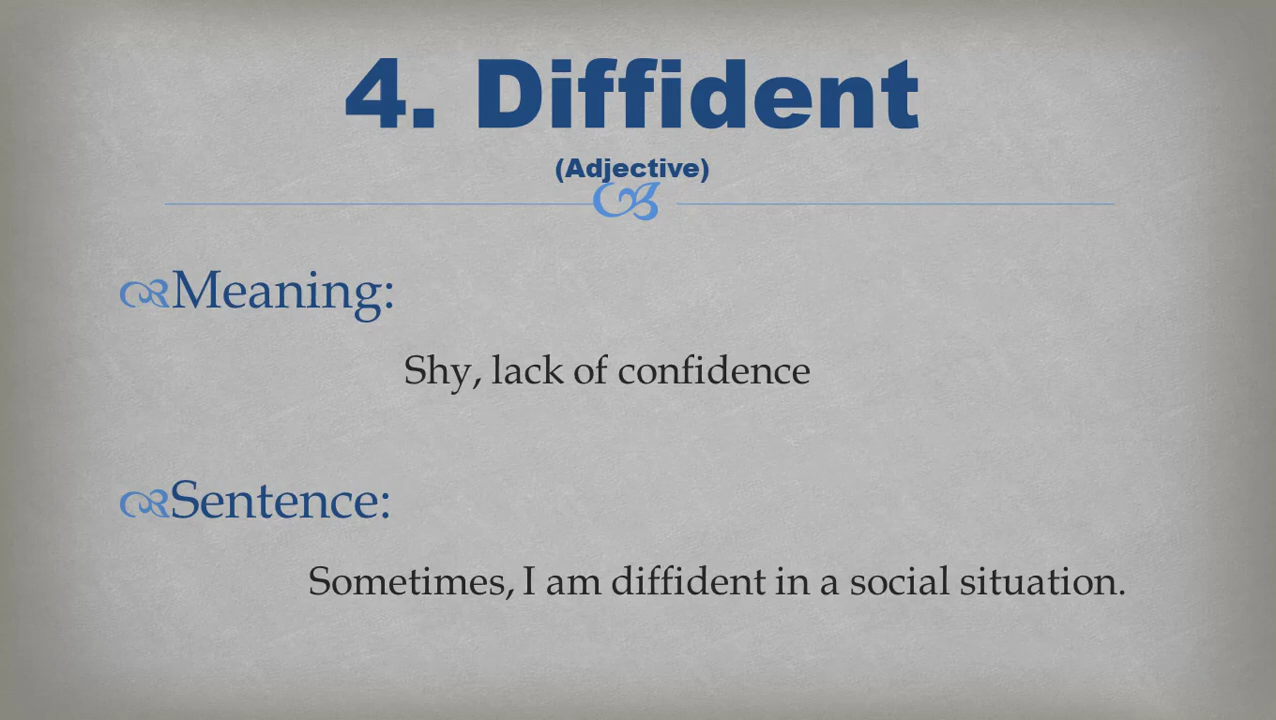 4. Diffident
(Adjective)
Meaning:
Shy, lack of confidence
Sentence:
Sometimes, I am diffident in a social situation.